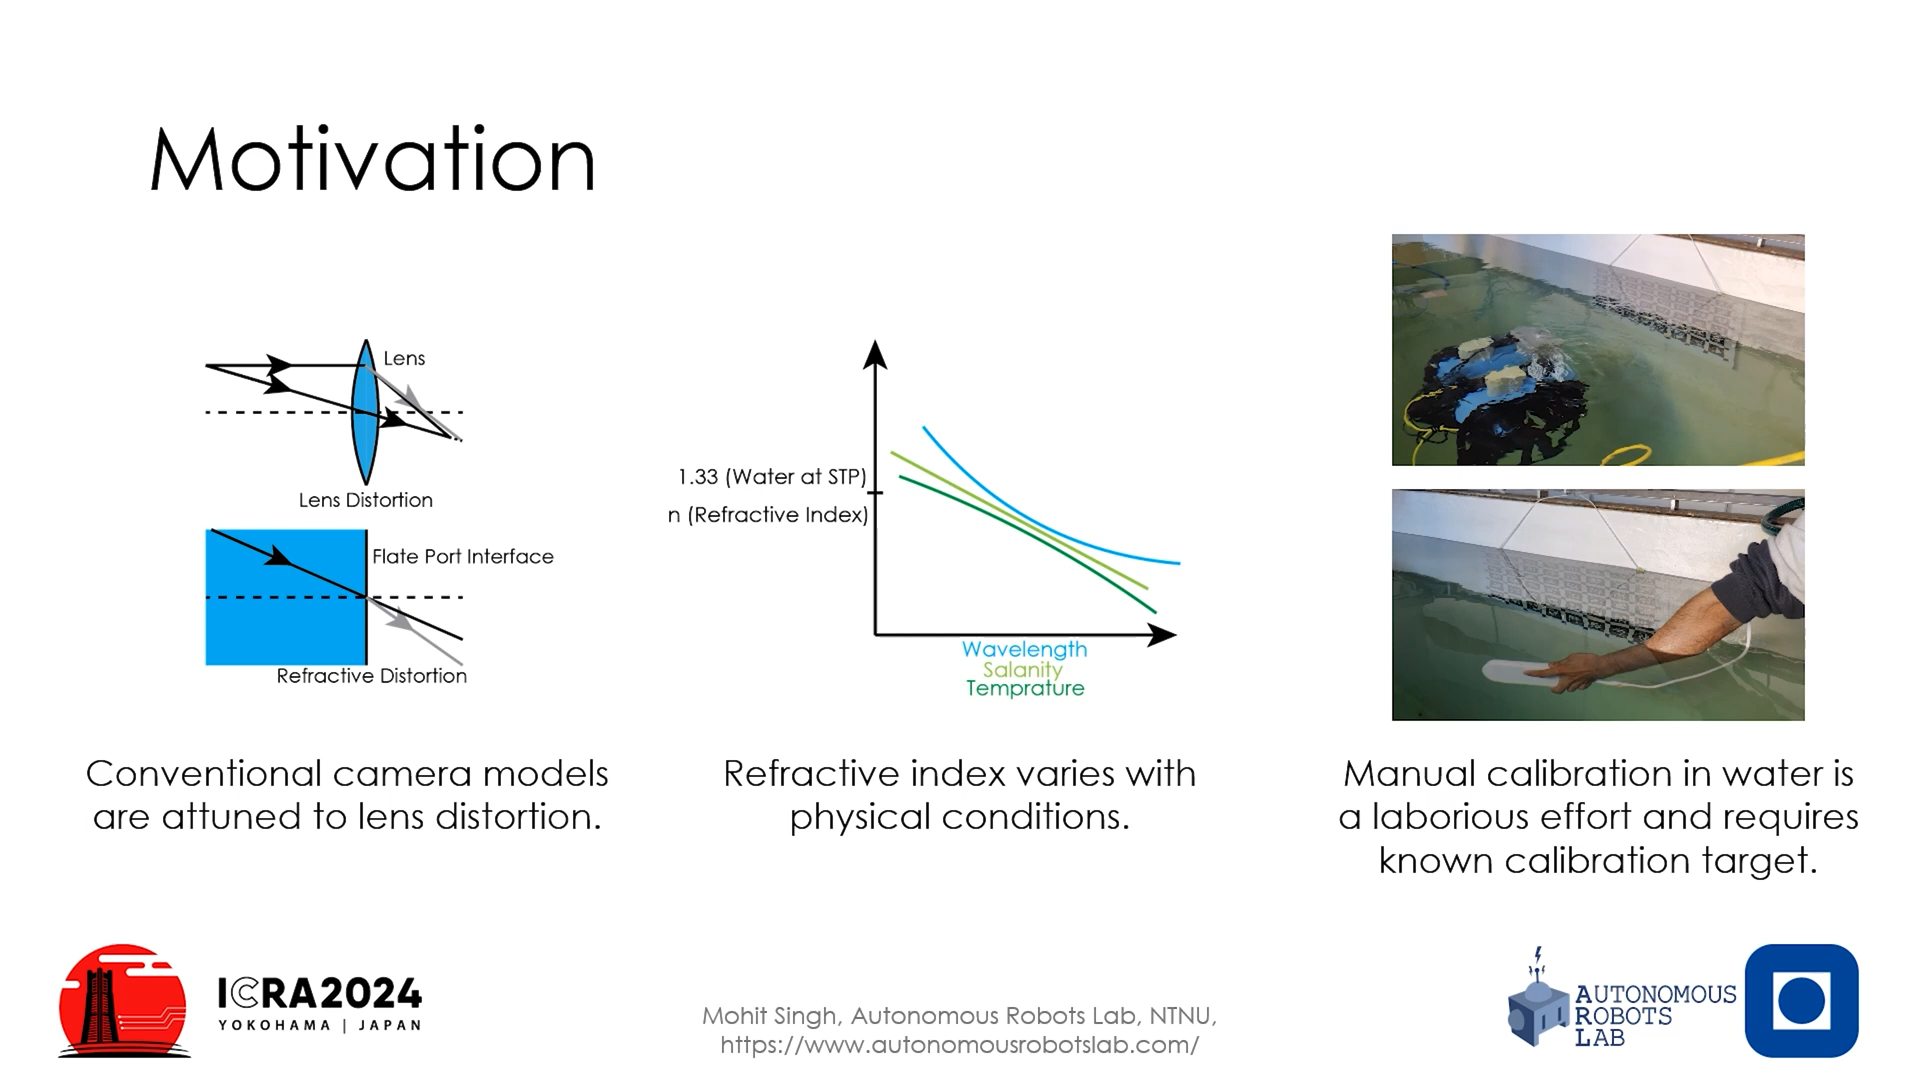 Motivation
Lens
Lens Distortion
Flate Port Interface
Refractive Distortion
Conventional camera models
are attuned to lens distortion.
1.33 (Water at STP)
n (Refractive Index)
Wavelength
Salanity
Temprature
Refractive index varies with
physical conditions.
Manual calibration in water is
a laborious effort and requires
known calibration target.
ICRA2024
YOKOHAMA | JAPAN
Mohit Singh, Autonomous Robots Lab, NTNU,
https://www.autonomousrobotslab.com/
AUTONOMOUS
ROBOTS
LAB